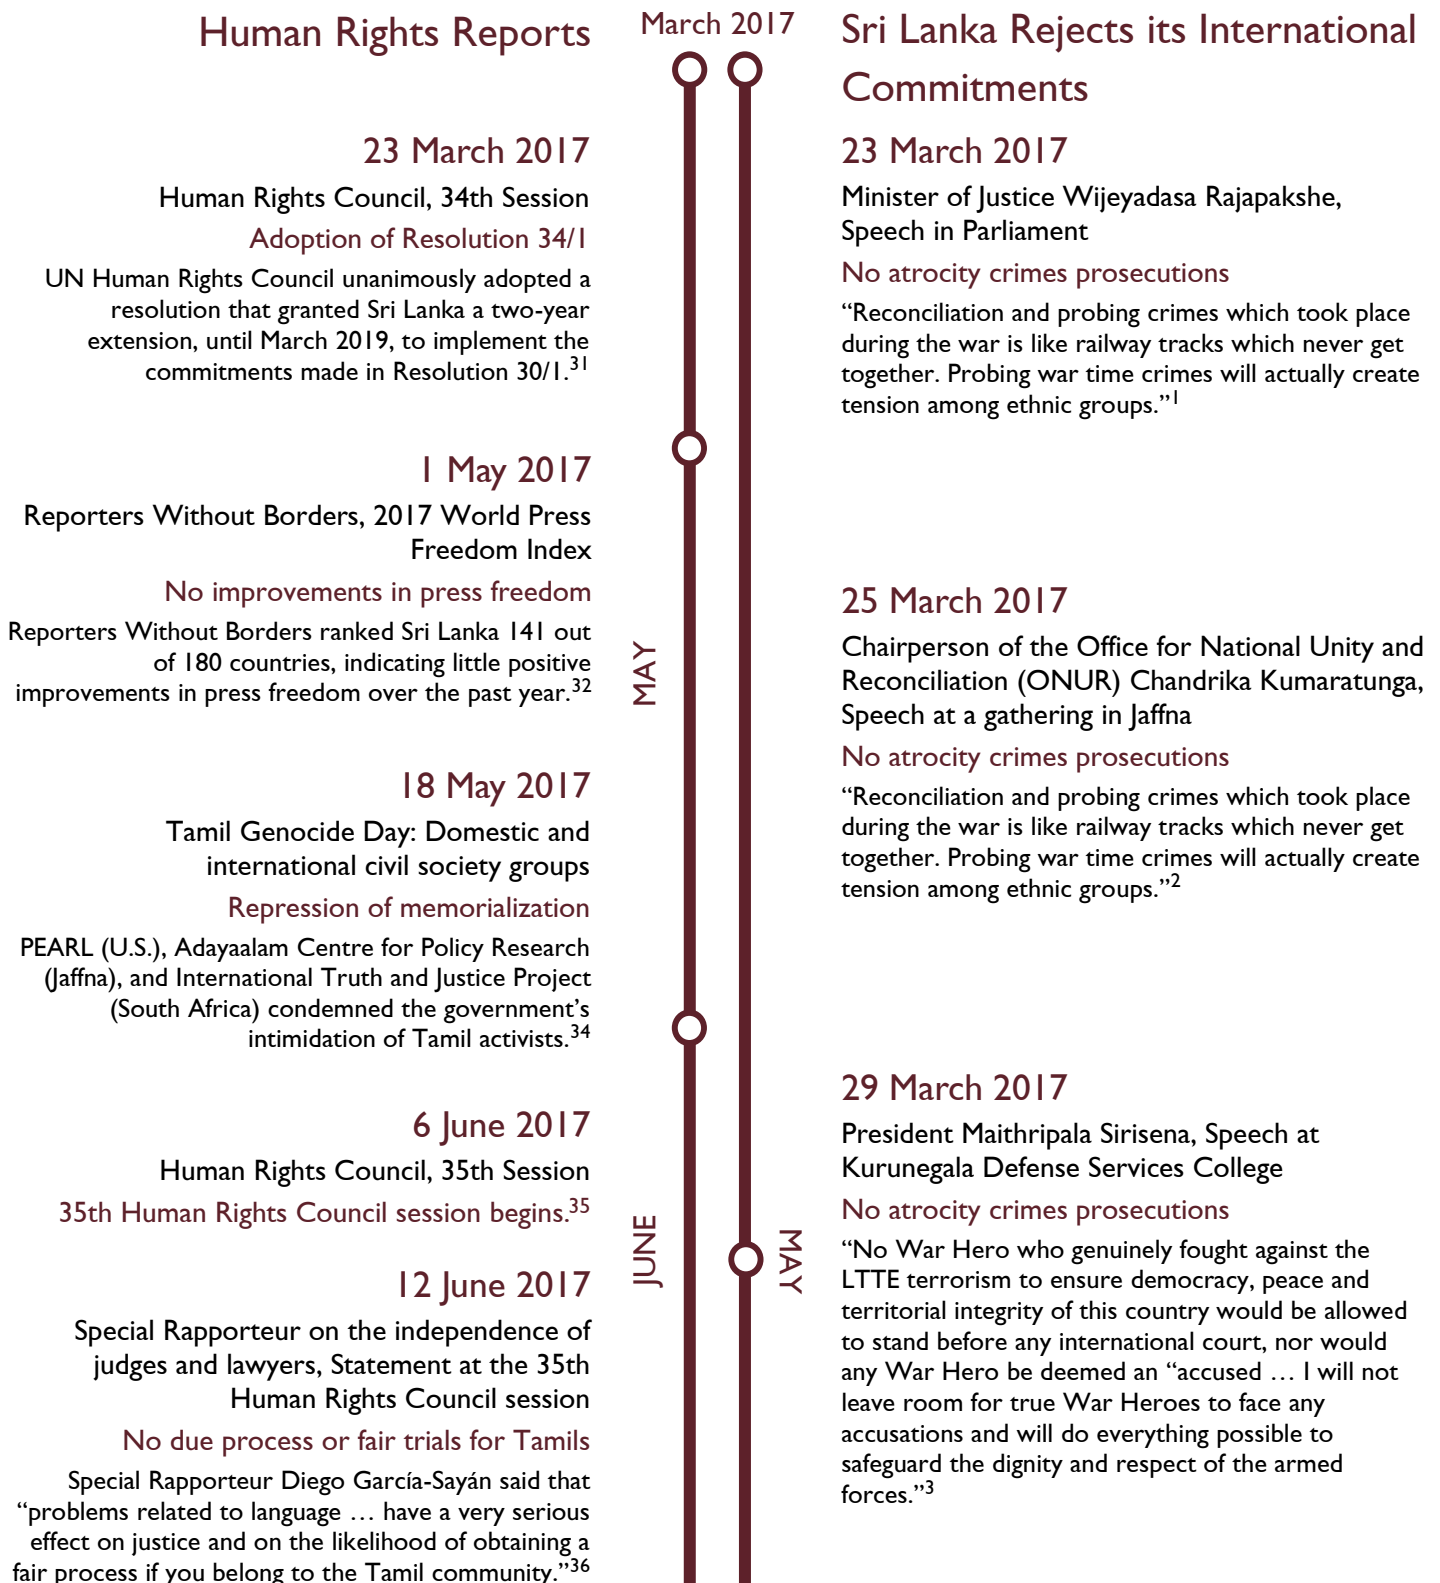 Human Rights Reports
23 March 2017
Human Rights Council, 34th Session
Adoption of Resolution 34/1
UN Human Rights Council unanimously adopted a
resolution that granted Sri Lanka a two-year
extension, until March 2019, to implement the
commitments made in Resolution 30/1.31
1 May 2017
Reporters Without Borders, 2017 World Press
Freedom Index
No improvements in press freedom
Reporters Without Borders ranked Sri Lanka 141 out
of 180 countries, indicating little positive
improvements in press freedom over the past year.32
18 May 2017
Tamil Genocide Day: Domestic and
international civil society groups
Repression of memorialization
PEARL (U.S.), Adayaalam Centre for Policy Research
(Jaffna), and International Truth and Justice Project
(South Africa) condemned the government’s
intimidation of Tamil activists.34
6 June 2017
Human Rights Council, 35th Session
35th Human Rights Council session begins.35
12 June 2017
Special Rapporteur on the independence of
judges and lawyers, Statement at the 35th
Human Rights Council session
No due process or fair trials for Tamils
Special Rapporteur Diego García-Sayán said that
“problems related to language … have a very serious
effect on justice and on the likelihood of obtaining a
fair process if you belong to the Tamil community.”36
March 2017
MAY
JUNE
MAY
Sri Lanka Rejects its International
Commitments
23 March 2017
Minister of Justice Wijeyadasa Rajapakshe,
Speech in Parliament
No atrocity crimes prosecutions
“Reconciliation and probing crimes which took place
during the war is like railway tracks which never get
together. Probing war time crimes will actually create
tension among ethnic groups.”1
25 March 2017
Chairperson of the Office for National Unity and
Reconciliation (ONUR) Chandrika Kumaratunga,
Speech at a gathering in Jaffna
No atrocity crimes prosecutions
“Reconciliation and probing crimes which took place
during the war is like railway tracks which never get
together. Probing war time crimes will actually create
tension among ethnic groups.”2
29 March 2017
President Maithripala Sirisena, Speech at
Kurunegala Defense Services College
No atrocity crimes prosecutions
“No War Hero who genuinely fought against the
LTTE terrorism to ensure democracy, peace and
territorial integrity of this country would be allowed
to stand before any international court, nor would
any War Hero be deemed an “accused … I will not
leave room for true War Heroes to face any
accusations and will do everything possible to
safeguard the dignity and respect of the armed
forces.”3